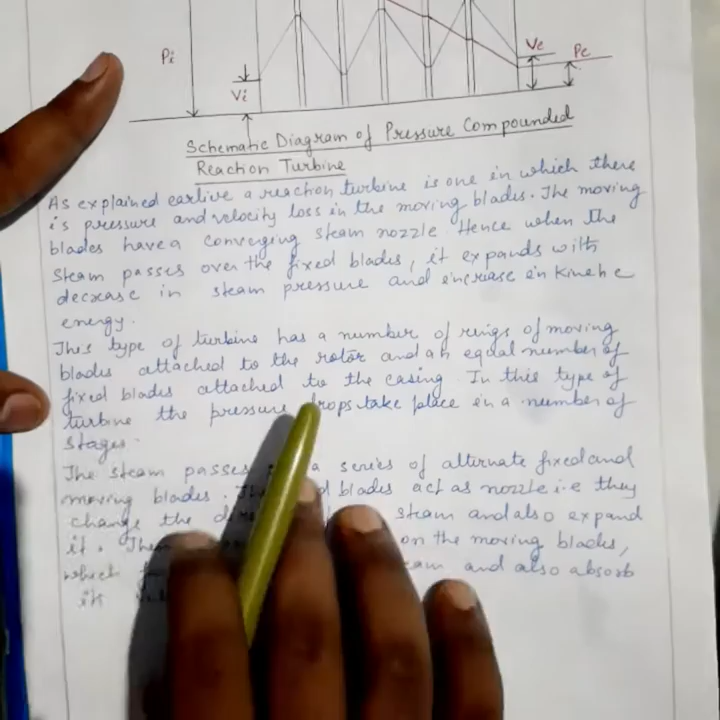 Pi
Vi
Ve
Pe
Schematic Diagram of Pressure Compounded
Reaction Turbine
As explained earlive a reaction turbine is one in which there
is pressure and velocity loss in the moving blades. The moving
blades have a converging steam nozzle. Hence when the
steam passes over the fixed blades, it expands with
decrease in steam pressure and increase in kinetic
energy.
This type of turbine has a number of rings of moving
blades attached to the rotor and an equal number of
fixed blades attached to the casing In this type of
turbine the pressure drops take place in a number of
stages.
The steam passes a series of alternate fixed and
moving blades. blades act as nozzle i.e they
change the steam and also expand
it. on the moving blades,
which and also absorb